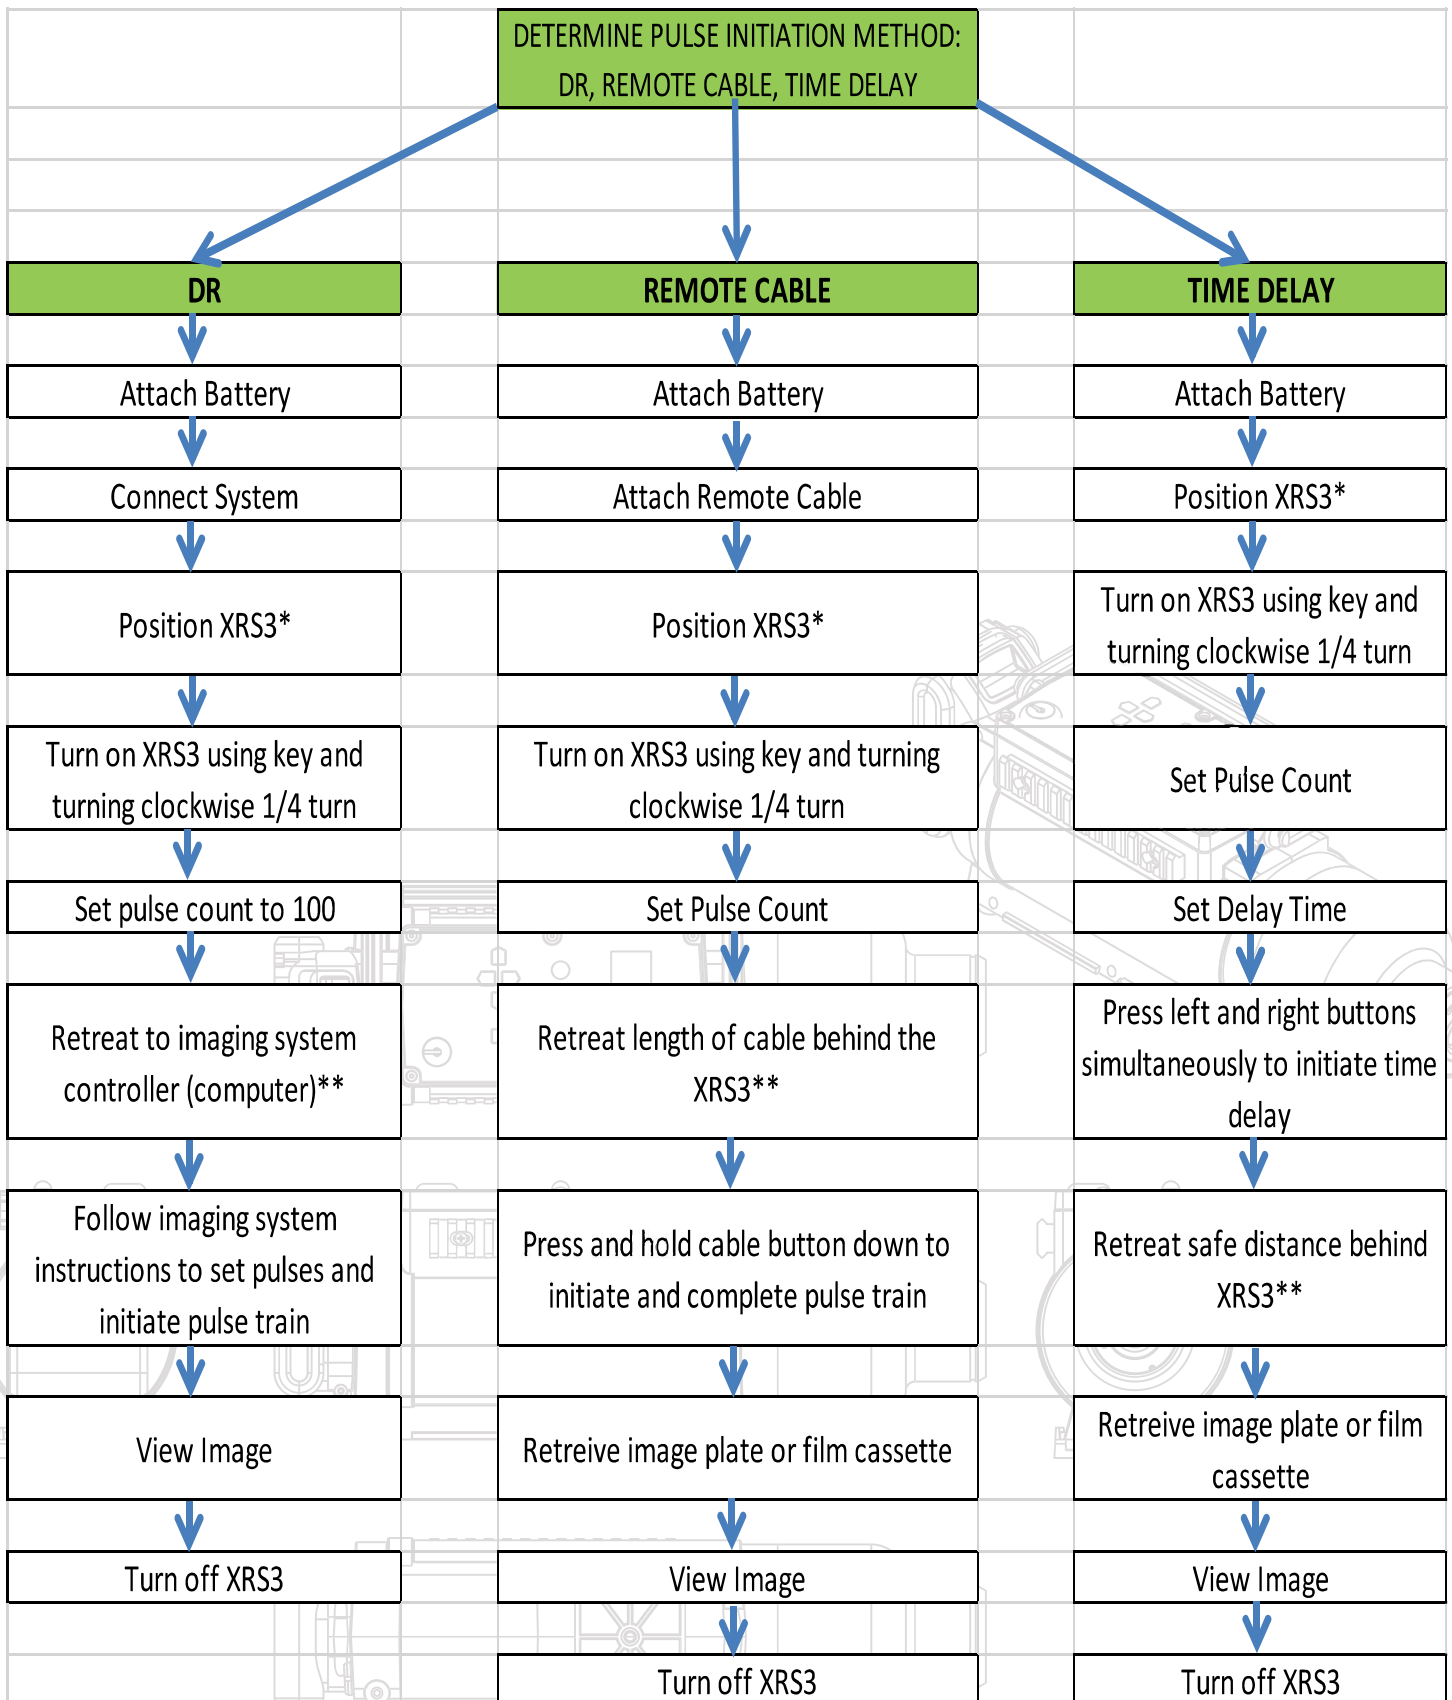 DETERMINE PULSE INITIATION METHOD:
DR, REMOTE CABLE, TIME DELAY
DR
Attach Battery
Connect System
Position XRS3*
Turn on XRS3 using key and
turning clockwise 1/4 turn
Set pulse count to 100
Retreat to imaging system
controller (computer)**
Follow imaging system
instructions to set pulses and
initiate pulse train
View Image
Turn off XRS3
REMOTE CABLE
Attach Battery
Attach Remote Cable
Position XRS3*
Turn on XRS3 using key and turning
clockwise 1/4 turn
Set Pulse Count
Retreat length of cable behind the
XRS3**
Press and hold cable button down to
initiate and complete pulse train
Retreive image plate or film cassette
View Image
Turn off XRS3
TIME DELAY
Attach Battery
Position XRS3*
Turn on XRS3 using key and
turning clockwise 1/4 turn
Set Pulse Count
Set Delay Time
Press left and right buttons
simultaneously to initiate time
delay
Retreat safe distance behind
XRS3**
Retreive image plate or film
cassette
View Image
Turn off XRS3